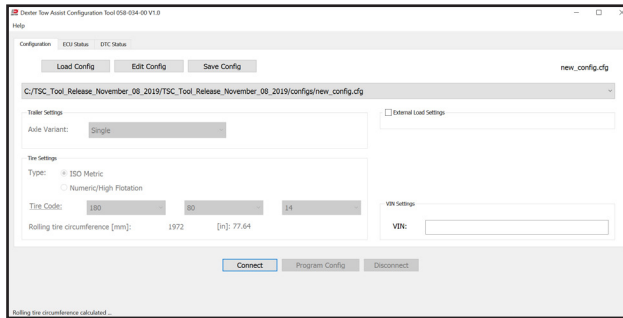 Dexter Tow Assist Configuration Tool 058-034-00 V1.0
Help
Configuration ECU Status DTC Status
Load Config Edit Config Save Config new_config.cfg
C:/TSC_Tool_Release_November_08_2019/TSC_Tool_Release_November_08_2019/configs/new_config.cfg
Trailer Settings External Load Settings
Axle Variant: Single
Tire Settings
Type: ISO Metric
Numeric/High Flotation
Tire Code: 180 80 14
VIN Settings
Rolling tire circumference [mm]: 1972 [in]: 77.64 VIN:
Connect Program Config Disconnect
Rolling tire circumference calculated ...